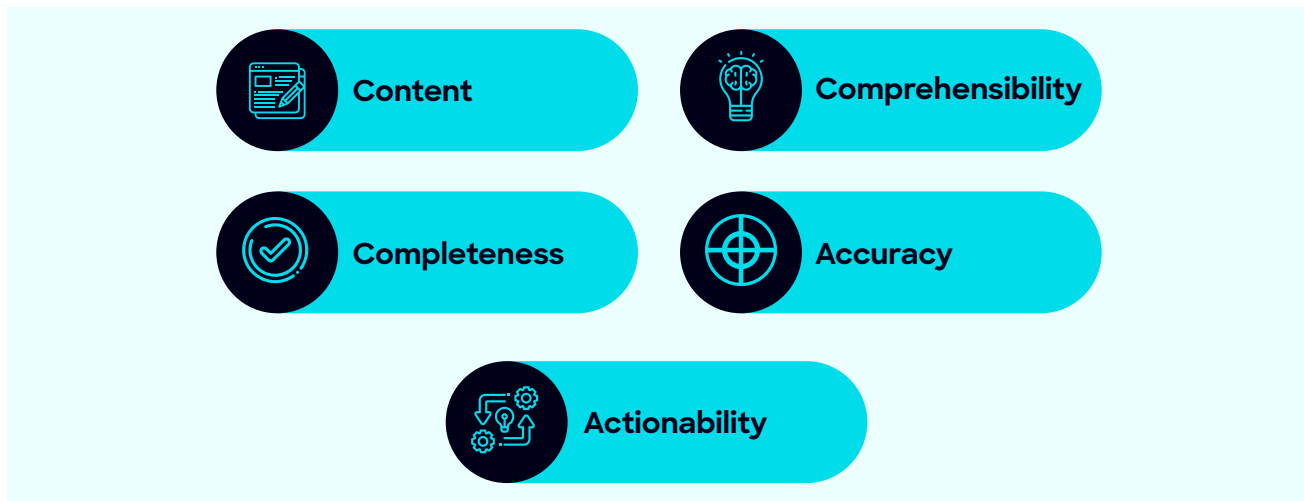 Content
Comprehensibility
Completeness
Accuracy
Actionability